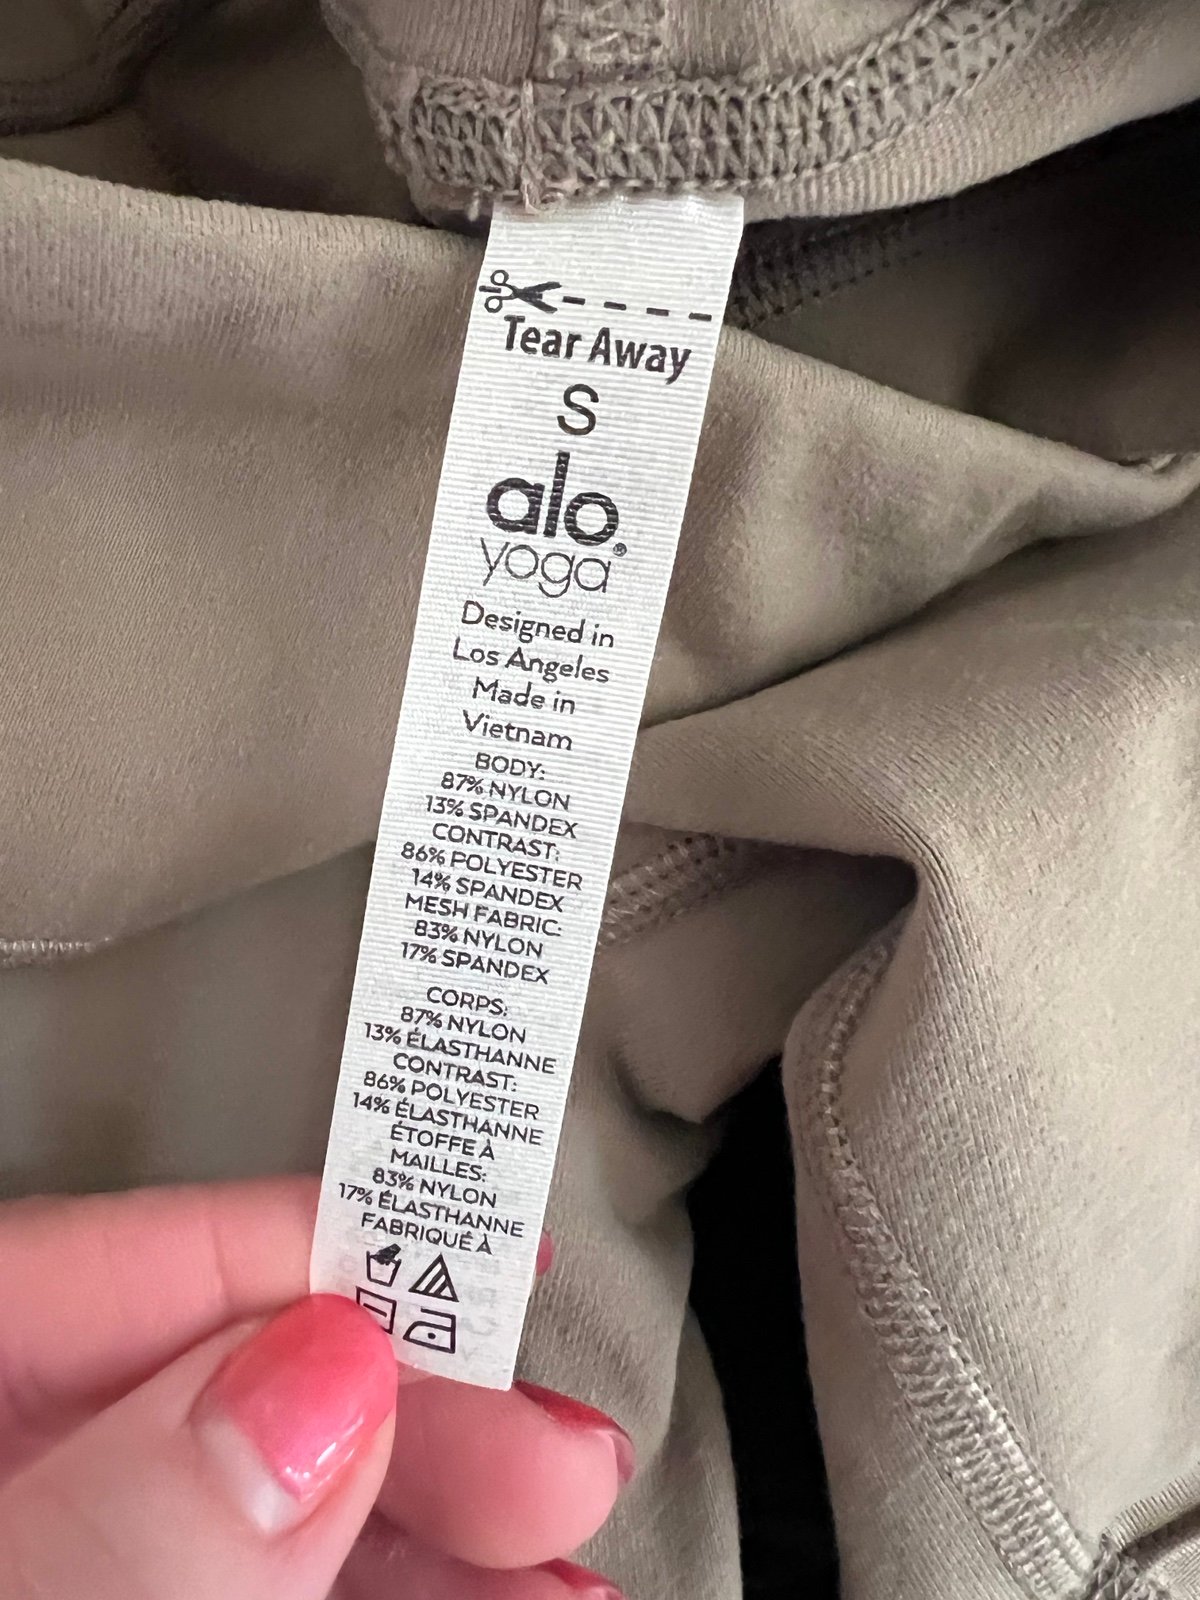 Tear Away
S
alo
yoga®
Designed in
Los Angeles
Made in
Vietnam
BODY:
87% NYLON
13% SPANDEX
CONTRAST:
86% POLYESTER
14% SPANDEX
MESH FABRIC:
83% NYLON
17% SPANDEX
CORPS:
87% NYLON
13% ÉLASTHANNE
CONTRAST:
86% POLYESTER
14% ÉLASTHANNE
ÉTOFFE À
MAILLES:
83% NYLON
17% ÉLASTHANNE
FABRIQUÉ À